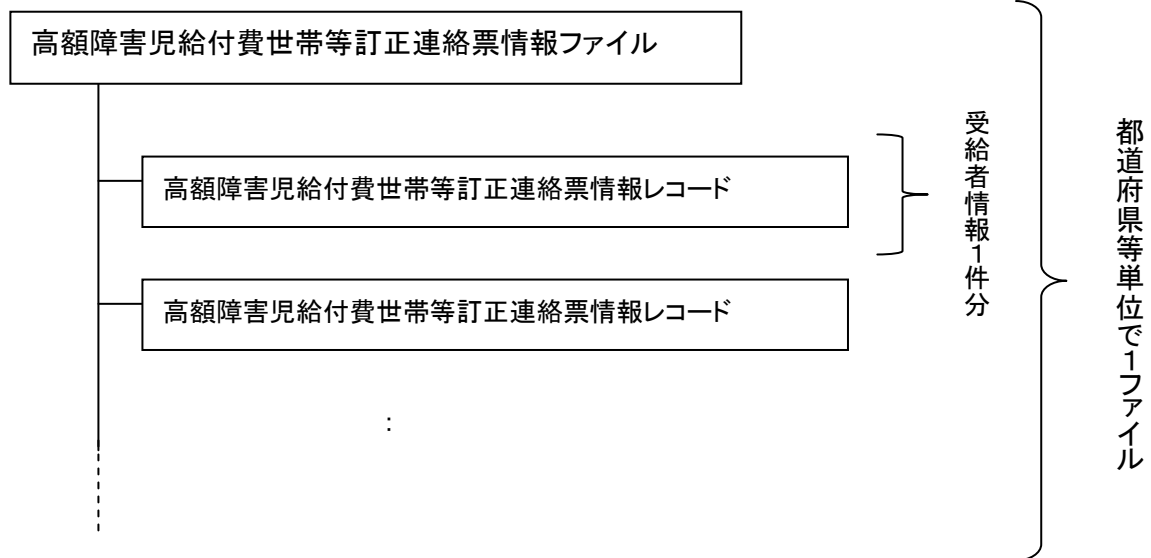 高額障害児給付費世帯等訂正連絡票情報ファイル
高額障害児給付費世帯等訂正連絡票情報レコード
受給者情報1件分
高額障害児給付費世帯等訂正連絡票情報レコード
:
都道府県等単位で1ファイル